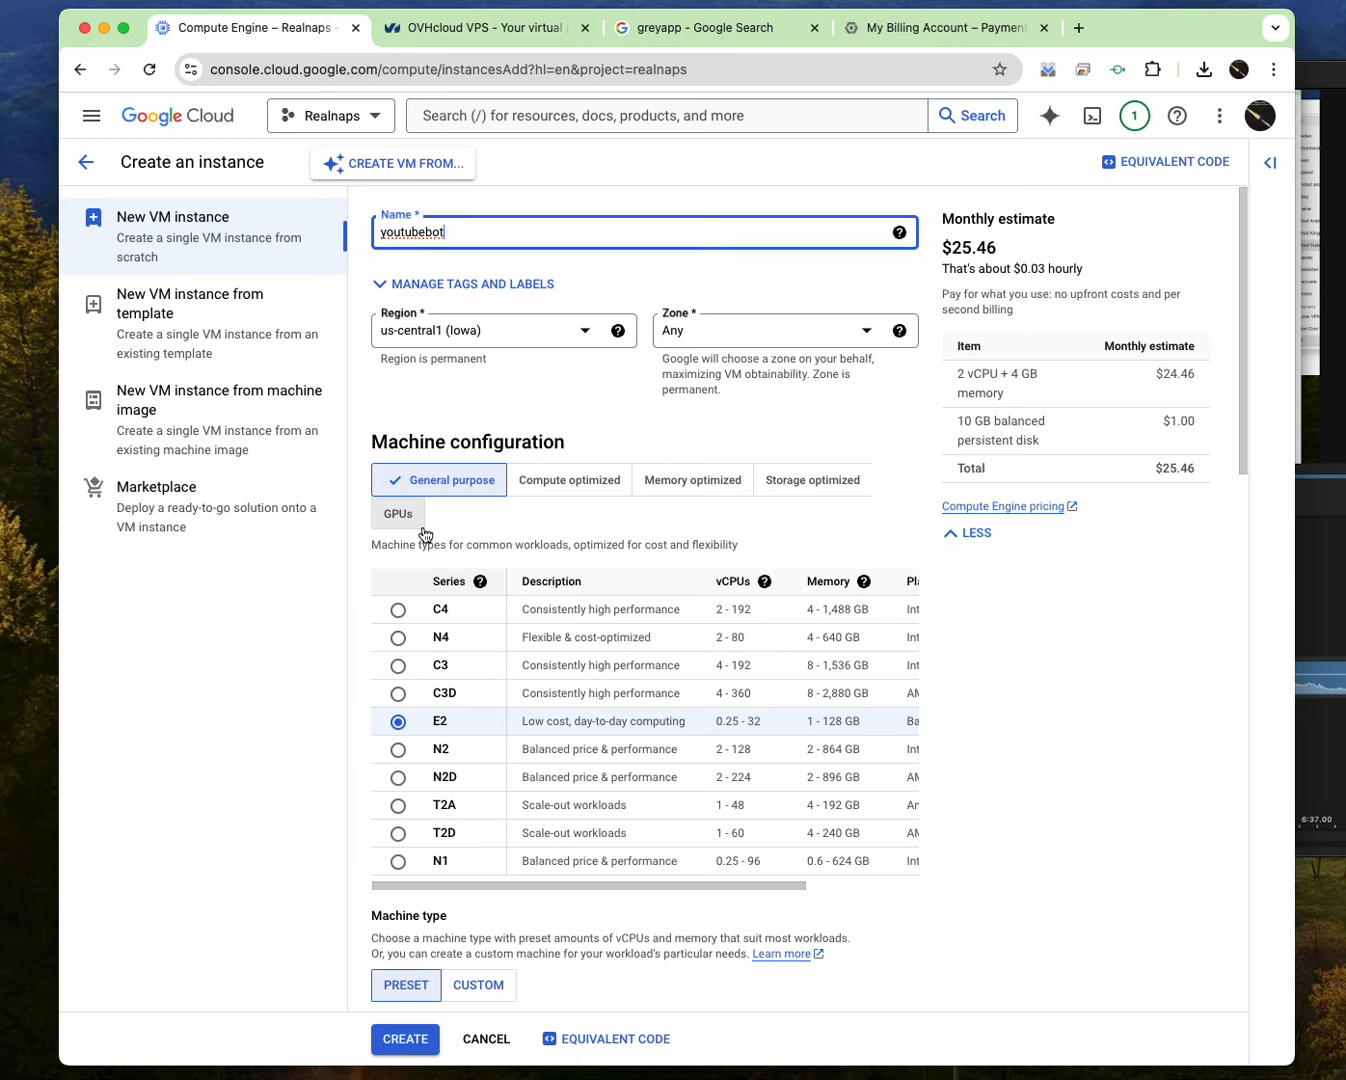 Compute Engine – Realnaps -
OVHcloud VPS - Your virtual
greyapp - Google Search
My Billing Account – Payment
console.cloud.google.com/compute/instancesAdd?hl=en&project=realnaps
Google Cloud
Realnaps
Search (/) for resources, docs, products, and more
Search
1
Create an instance
CREATE VM FROM...
EQUIVALENT CODE
New VM instance
Create a single VM instance from
scratch
New VM instance from
template
Create a single VM instance from an
existing template
New VM instance from machine
image
Create a single VM instance from an
existing machine image
Marketplace
Deploy a ready-to-go solution onto a
VM instance
Name *
youtubebot
MANAGE TAGS AND LABELS
Region *
us-central1 (Iowa)
Region is permanent
Zone *
Any
Google will choose a zone on your behalf,
maximizing VM obtainability. Zone is
permanent.
Machine configuration
General purpose
Compute optimized
Memory optimized
Storage optimized
GPUs
Machine types for common workloads, optimized for cost and flexibility
Series Description vCPUs Memory Pl
C4 Consistently high performance 2 - 192 4 - 1,488 GB Int
N4 Flexible & cost-optimized 2 - 80 4 - 640 GB Int
C3 Consistently high performance 4 - 192 8 - 1,536 GB Int
C3D Consistently high performance 4 - 360 8 - 2,880 GB AM
E2 Low cost, day-to-day computing 0.25 - 32 1 - 128 GB Ba
N2 Balanced price & performance 2 - 128 2 - 864 GB Int
N2D Balanced price & performance 2 - 224 2 - 896 GB AM
T2A Scale-out workloads 1 - 48 4 - 192 GB Am
T2D Scale-out workloads 1 - 60 4 - 240 GB AM
N1 Balanced price & performance 0.25 - 96 0.6 - 624 GB Int
Machine type
Choose a machine type with preset amounts of vCPUs and memory that suit most workloads.
Or, you can create a custom machine for your workload's particular needs. Learn more
PRESET
CUSTOM
CREATE
CANCEL
EQUIVALENT CODE
Monthly estimate
$25.46
That's about $0.03 hourly
Pay for what you use: no upfront costs and per
second billing
Item Monthly estimate
2 vCPU + 4 GB
memory
$24.46
10 GB balanced
persistent disk
$1.00
Total $25.46
Compute Engine pricing
LESS
6:37.00